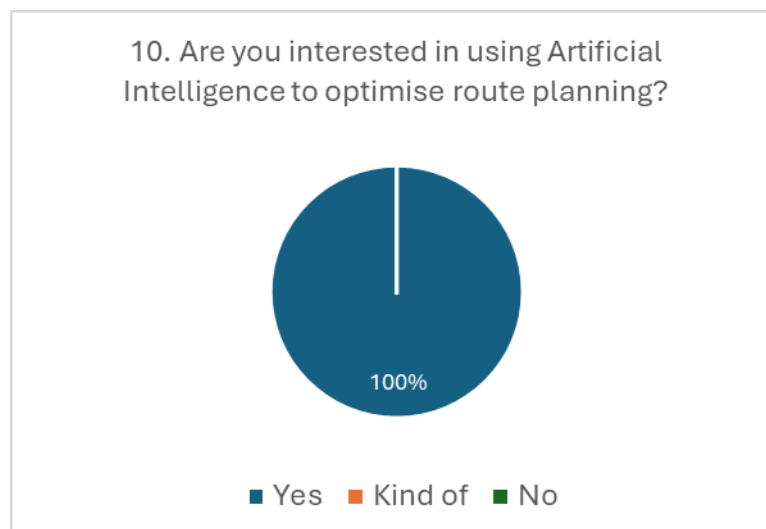 10. Are you interested in using Artificial
Intelligence to optimise route planning?
100%
Yes Kind of No